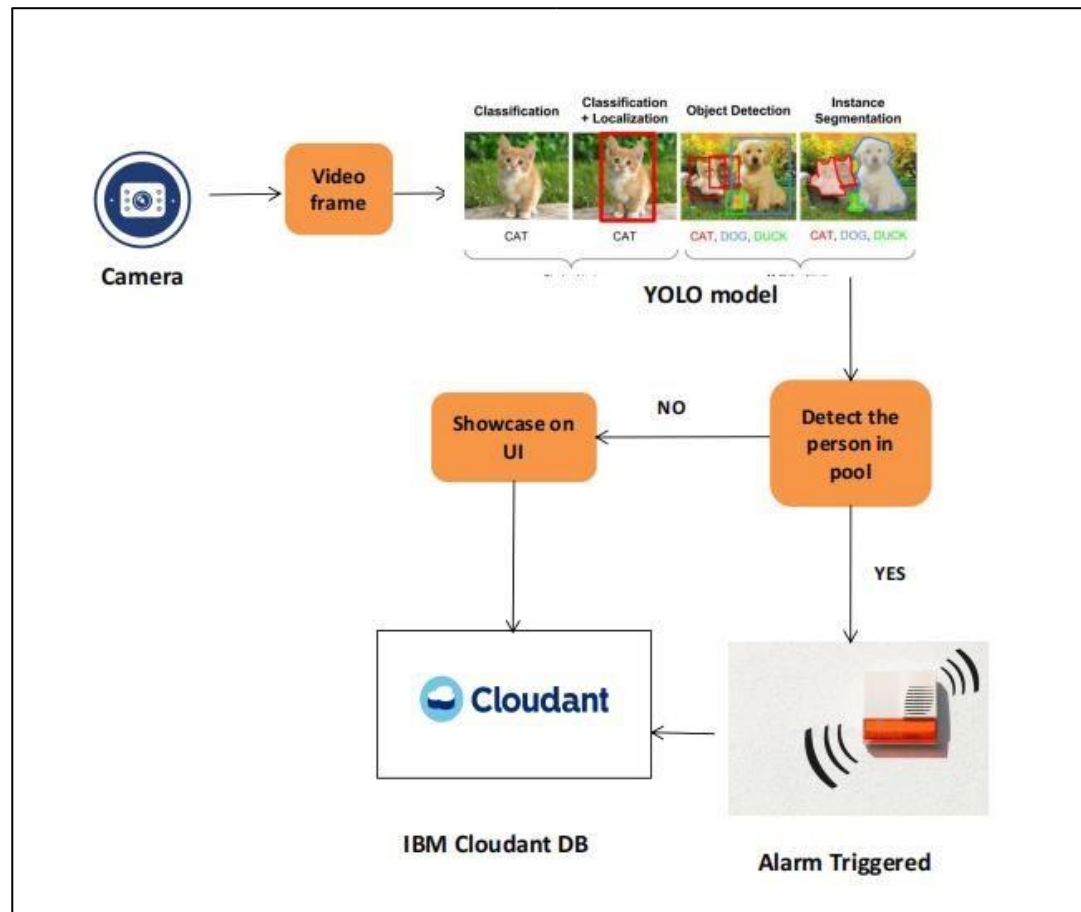 Classification
Classification
+ Localization
Object Detection
Instance
Segmentation
CAT
CAT
CAT, DOG, DUCK
CAT, DOG, DUCK
Camera
Video
frame
YOLO model
NO
Showcase on
UI
Detect the
person in
pool
YES
Cloudant
IBM Cloudant DB
Alarm Triggered